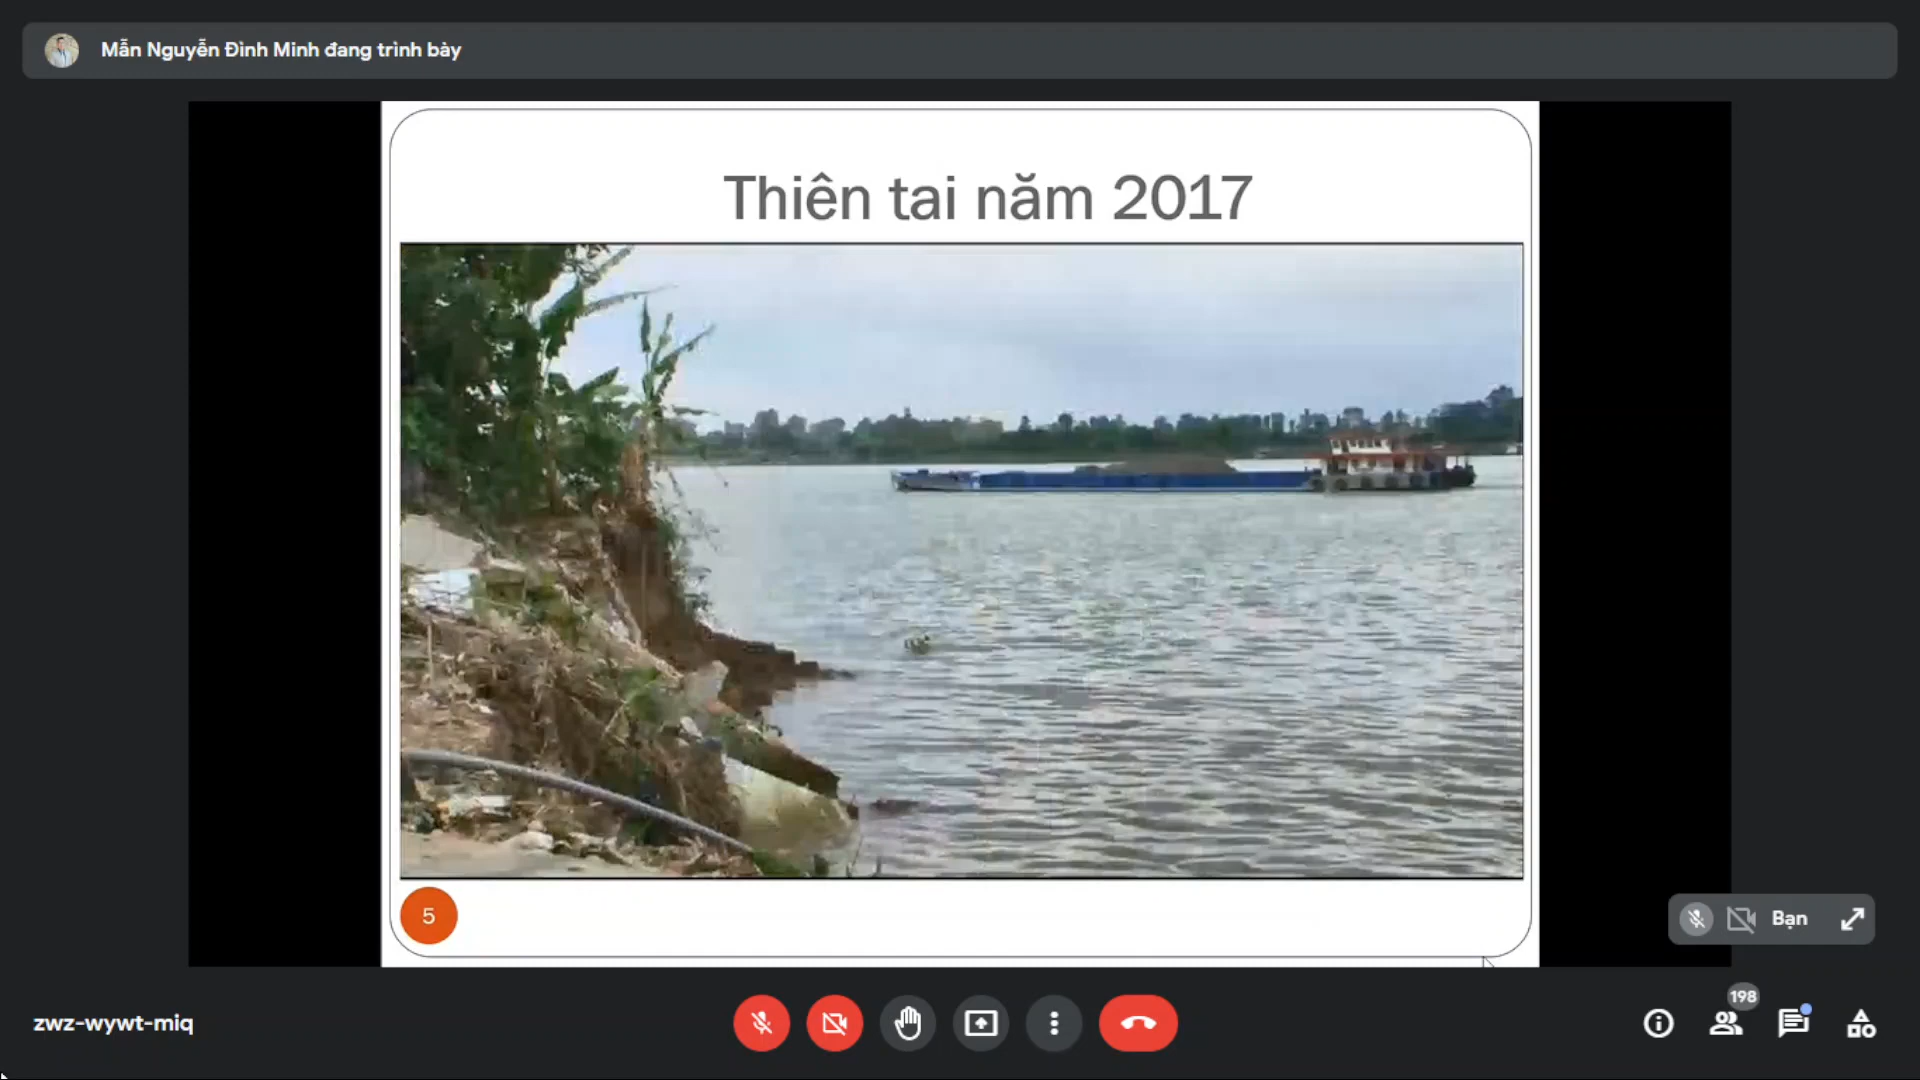 Mẫn Nguyễn Đình Minh đang trình bày
Thiên tai năm 2017
5
Bạn
198
zwz-wywt-miq